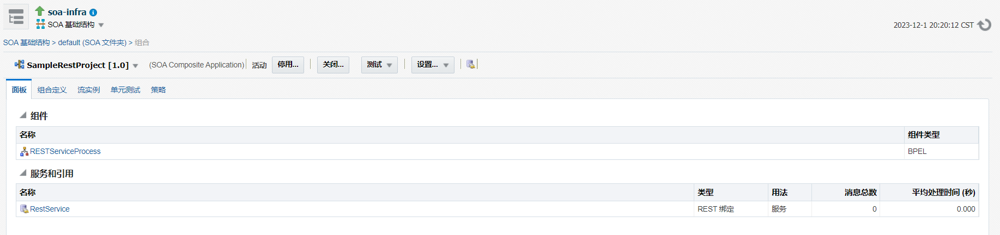 soa-infra
SOA 基础结构
2023-12-1 20:20:12 CST
SOA 基础结构 > default (SOA 文件夹) > 组合
SampleRestProject [1.0] (SOA Composite Application) 活动 停用... 关闭... 测试 设置...
面板 组合定义 流实例 单元测试 策略
组件
名称 组件类型
RESTServiceProcess BPEL
服务和引用
名称 类型 用法 消息总数 平均处理时间 (秒)
RestService REST 绑定 服务 0 0.000